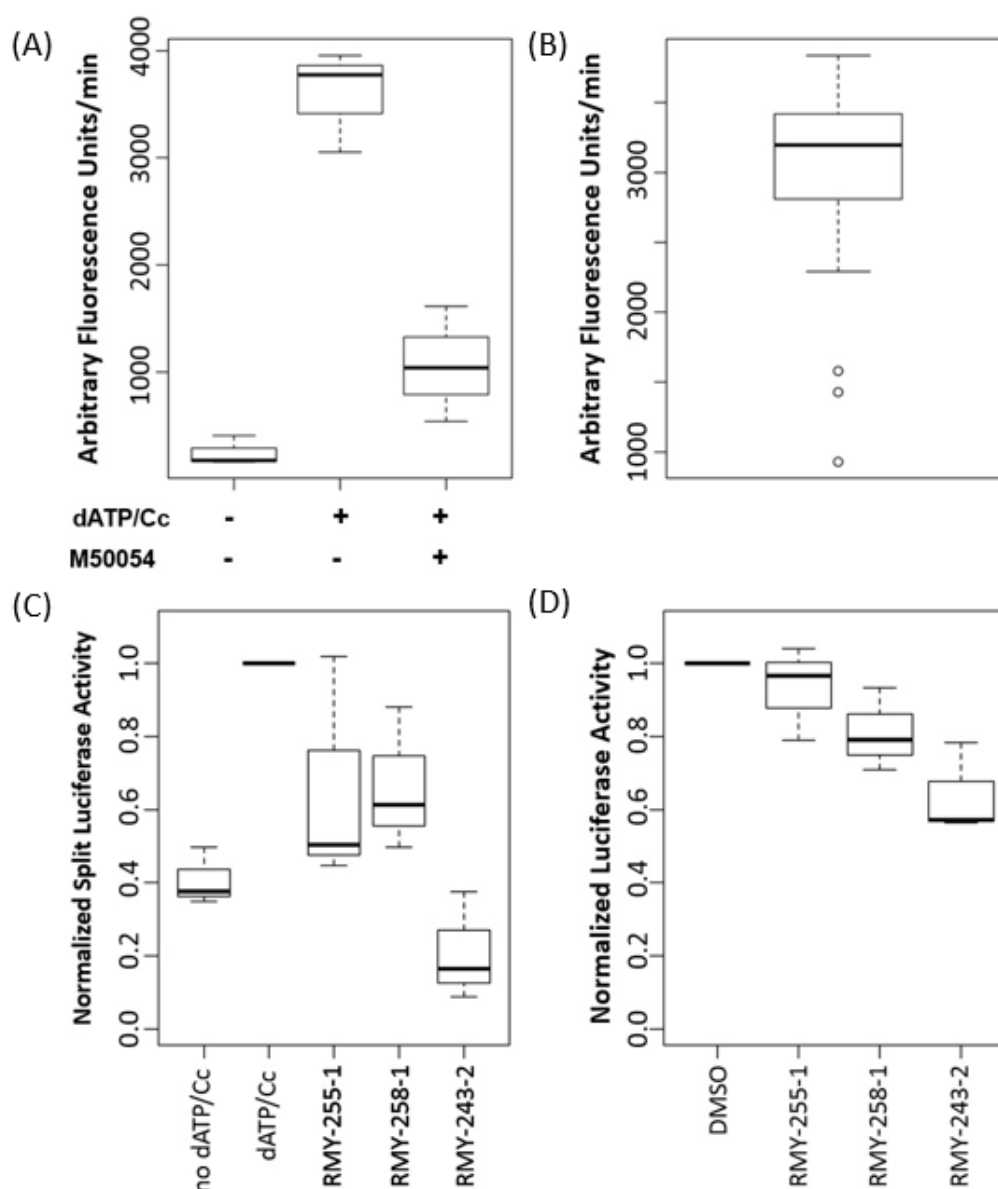 (A)
Arbitrary Fluorescence Units/min
4000
3000
2000
1000
dATP/Cc - + +
M50054 - - +
(B)
Arbitrary Fluorescence Units/min
3000
2000
1000
(C)
Normalized Split Luciferase Activity
1.0
0.8
0.6
0.4
0.2
0.0
no dATP/Cc
dATP/Cc
RMY-255-1
RMY-258-1
RMY-243-2
(D)
Normalized Luciferase Activity
1.0
0.8
0.6
0.4
0.2
0.0
DMSO
RMY-255-1
RMY-258-1
RMY-243-2